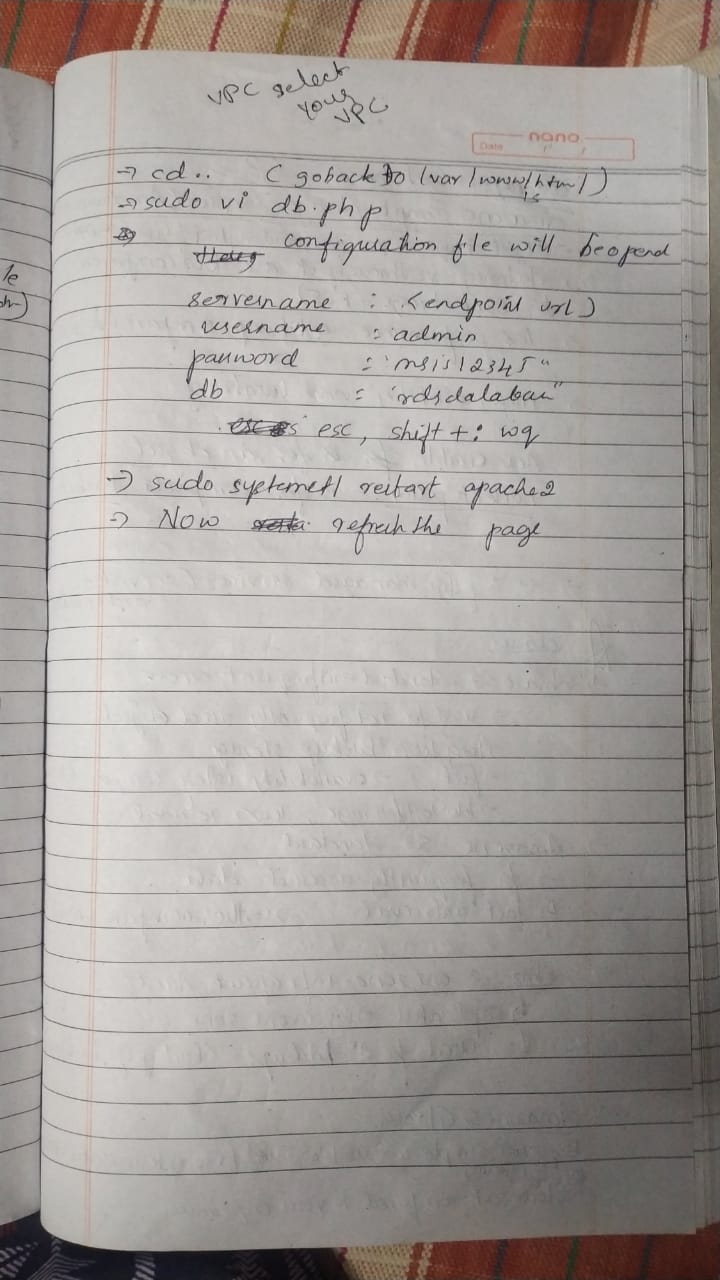 VPC select
your
VPC
nano
Date
→ cd.. ( goback to /var/www/html)
is
→ sudo vi db.php
configuration file will be opend
servername : <endpoint url>
username : admin
password : "msis12345"
db = "rdsdatabase"
esc, shift + : wq
→ sudo systemctl restart apache2
→ Now refresh the page